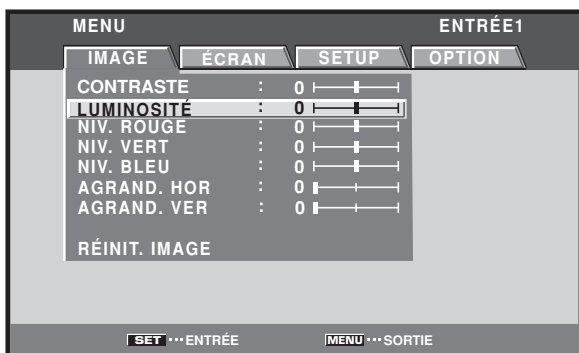 MENU ENTRÉE1
IMAGE ÉCRAN SETUP OPTION
CONTRASTE : 0
LUMINOSITÉ : 0
NIV. ROUGE : 0
NIV. VERT : 0
NIV. BLEU : 0
AGRAND. HOR : 0
AGRAND. VER : 0
RÉINIT. IMAGE
SET ···ENTRÉE MENU ···SORTIE